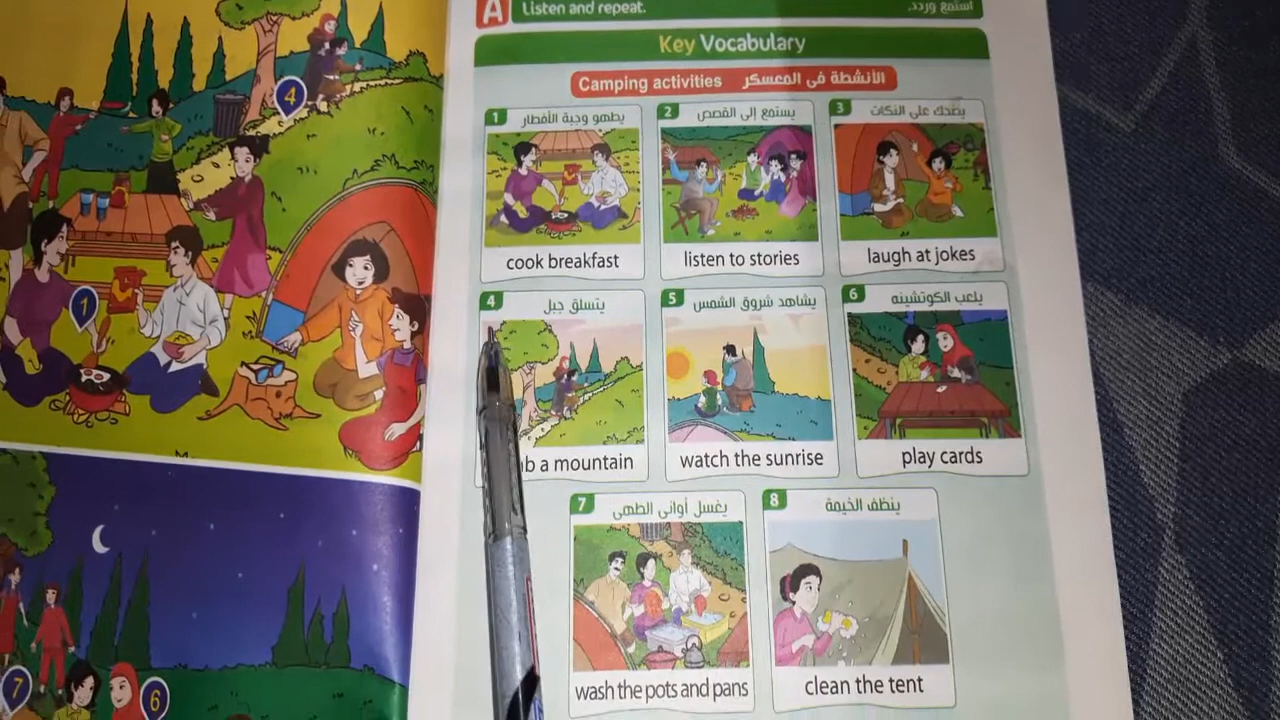 A Listen and repeat. استمع وردد.
Key Vocabulary
Camping activities الأنشطة في المعسكر
1 يطهو وجبة الأفطار
cook breakfast
2 يستمع إلى القصص
listen to stories
3 يضحك على النكات
laugh at jokes
4 يتسلق جبل
b a mountain
5 يشاهد شروق الشمس
watch the sunrise
6 يلعب الكوتشينه
play cards
7 يغسل أواني الطهى
wash the pots and pans
8 ينظف الخيمة
clean the tent
4
1
7
6